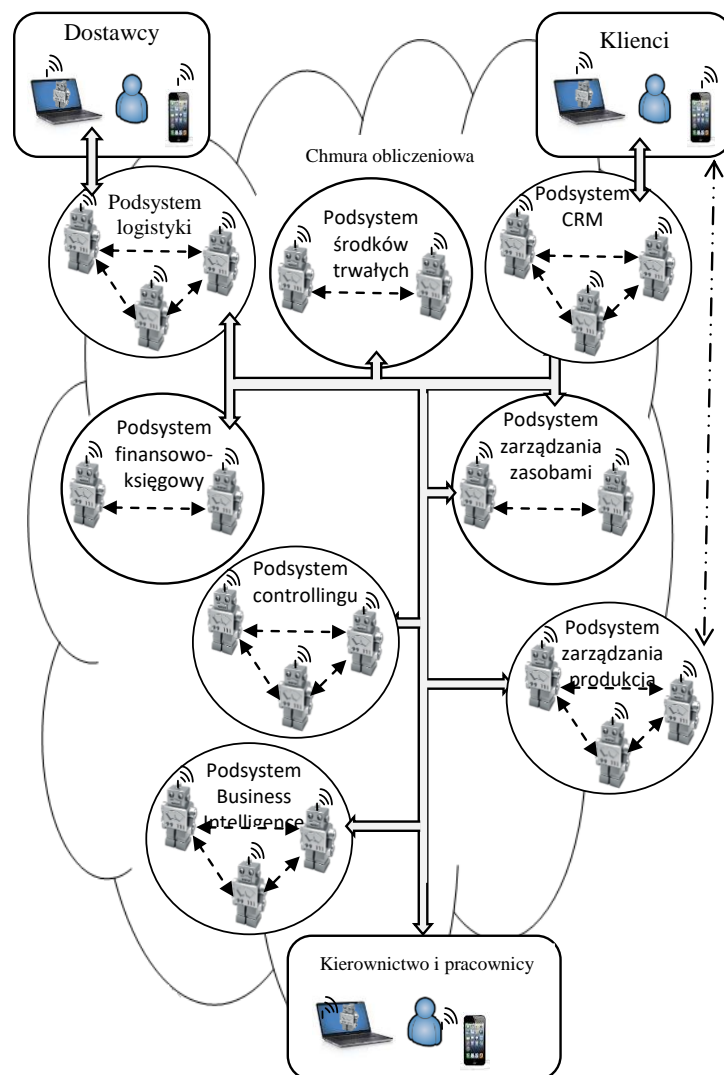 Dostawcy
Klienci
Chmura obliczeniowa
Podsystem
logistyki
Podsystem
środków
trwałych
Podsystem
CRM
Podsystem
finansowo-
księgowy
Podsystem
zarządzania
zasobami
Podsystem
controllingu
Podsystem
zarządzania
produkcją
Podsystem
Business
Intelligence
Kierownictwo i pracownicy